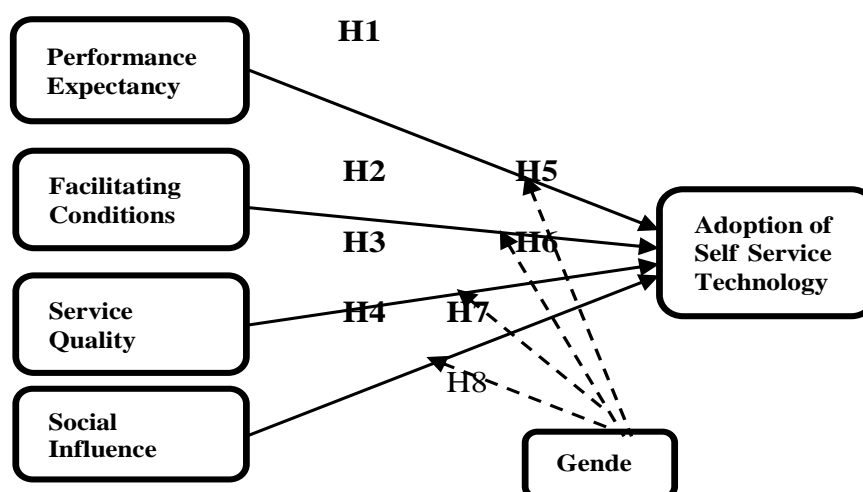 H1
Performance
Expectancy
H2
H5
Facilitating
Conditions
H3
H6
Adoption of
Self Service
Technology
Service
Quality
H4
H7
H8
Social
Influence
Gende